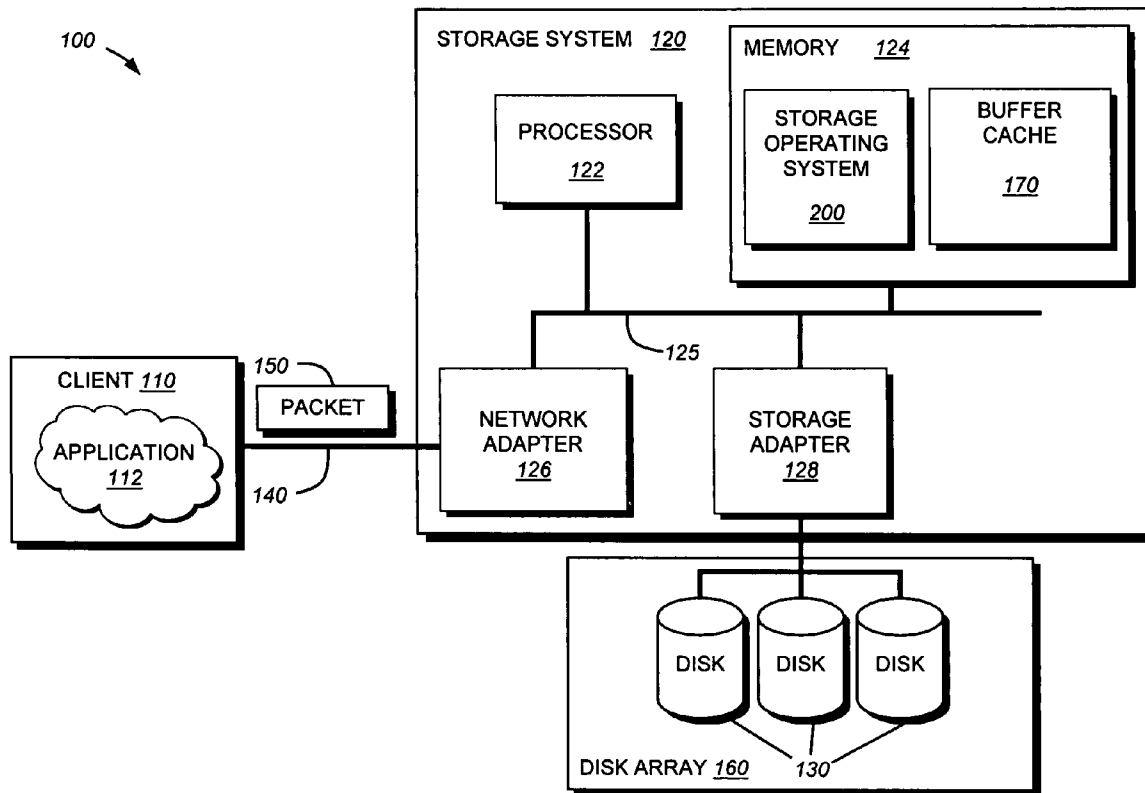 100
STORAGE SYSTEM 120
MEMORY 124
PROCESSOR
122
STORAGE
OPERATING
SYSTEM
200
BUFFER
CACHE
170
125
CLIENT 110
APPLICATION
112
150
PACKET
140
NETWORK
ADAPTER
126
STORAGE
ADAPTER
128
DISK
DISK
DISK
DISK ARRAY 160
130